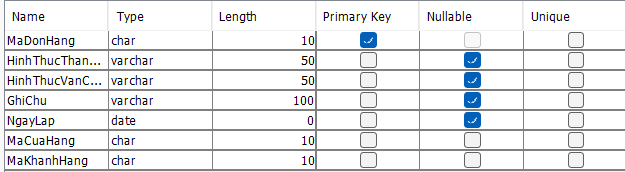 Name Type Length Primary Key Nullable Unique
MaDonHang char 10
HinhThucThan... varchar 50
HinhThucVanC... varchar 50
GhiChu varchar 100
NgayLap date 0
MaCuaHang char 10
MaKhanhHang char 10